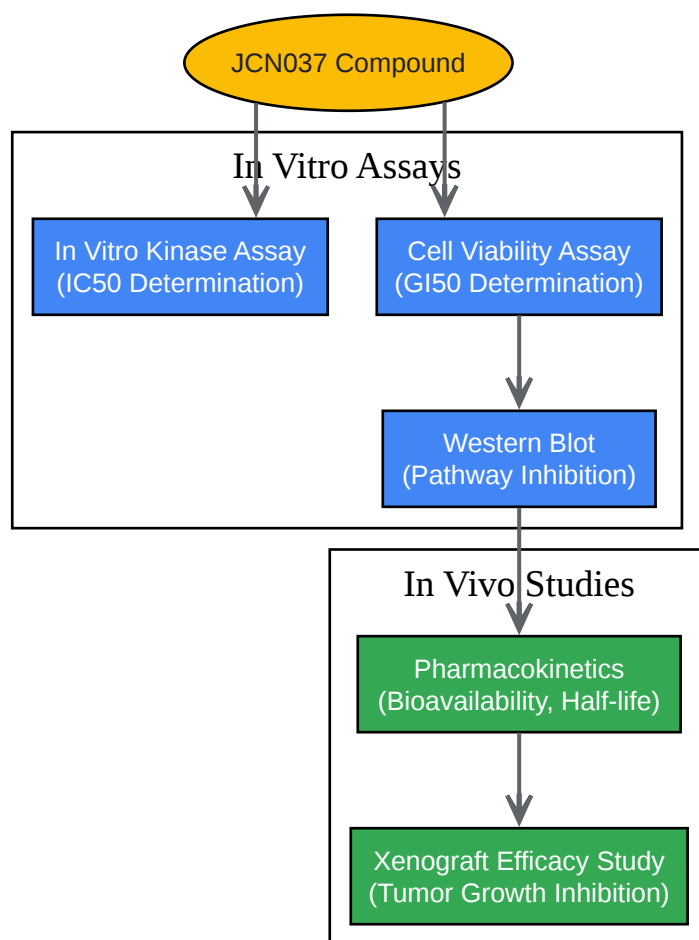 JCN037 Compound
In Vitro Assays
In Vitro Kinase Assay
(IC50 Determination)
Cell Viability Assay
(GI50 Determination)
Western Blot
(Pathway Inhibition)
In Vivo Studies
Pharmacokinetics
(Bioavailability, Half-life)
Xenograft Efficacy Study
(Tumor Growth Inhibition)